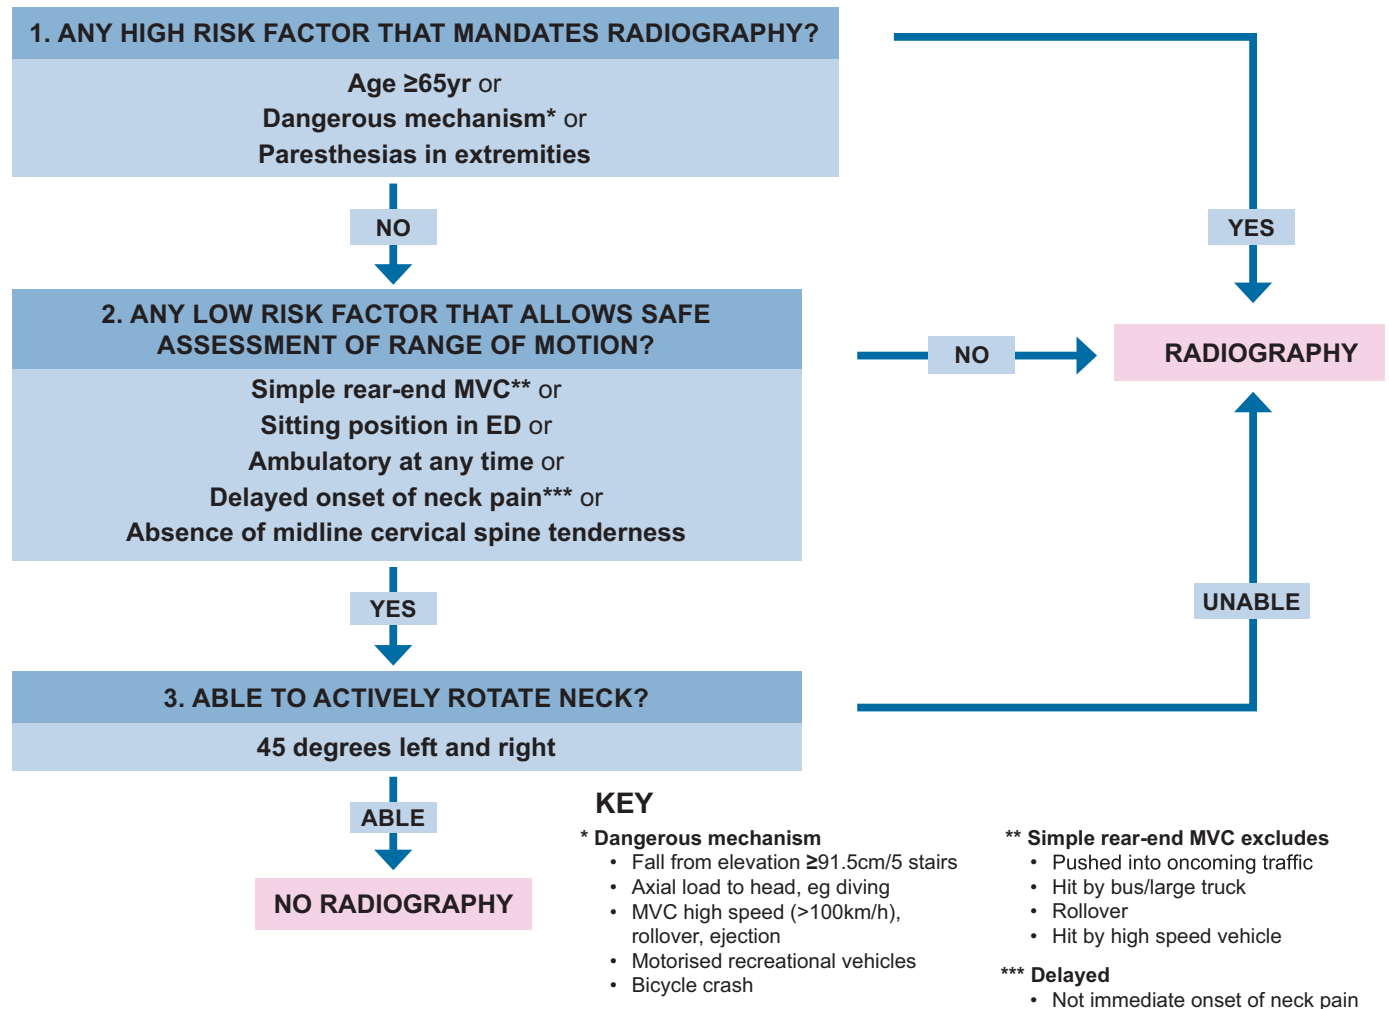 1. ANY HIGH RISK FACTOR THAT MANDATES RADIOGRAPHY?
Age ≥65yr or
Dangerous mechanism* or
Paresthesias in extremities
NO
YES
2. ANY LOW RISK FACTOR THAT ALLOWS SAFE
ASSESSMENT OF RANGE OF MOTION?
Simple rear-end MVC** or
Sitting position in ED or
Ambulatory at any time or
Delayed onset of neck pain*** or
Absence of midline cervical spine tenderness
NO
RADIOGRAPHY
YES
UNABLE
3. ABLE TO ACTIVELY ROTATE NECK?
45 degrees left and right
ABLE
NO RADIOGRAPHY
KEY
* Dangerous mechanism
• Fall from elevation ≥91.5cm/5 stairs
• Axial load to head, eg diving
• MVC high speed (>100km/h),
rollover, ejection
• Motorised recreational vehicles
• Bicycle crash
** Simple rear-end MVC excludes
• Pushed into oncoming traffic
• Hit by bus/large truck
• Rollover
• Hit by high speed vehicle
*** Delayed
• Not immediate onset of neck pain